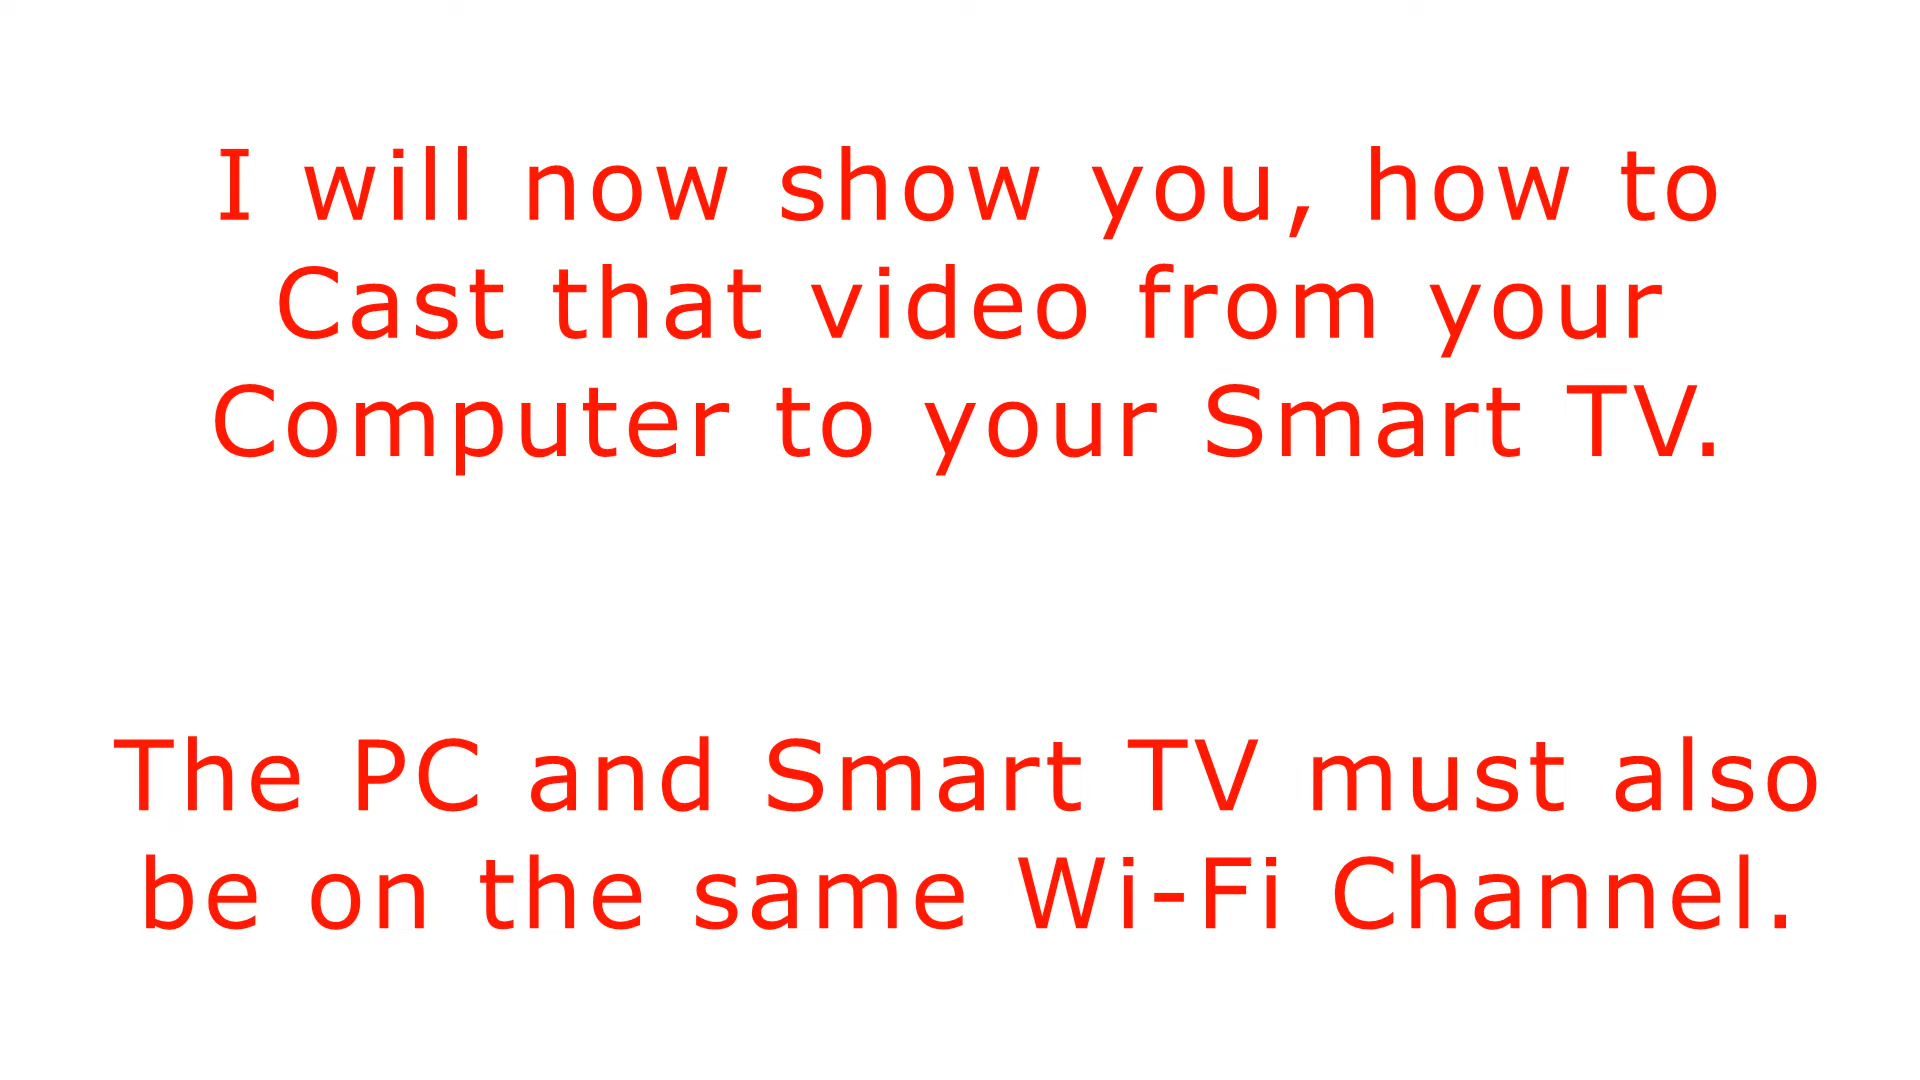 I will now show you, how to
Cast that video from your
Computer to your Smart TV.
The PC and Smart TV must also
be on the same Wi-Fi Channel.